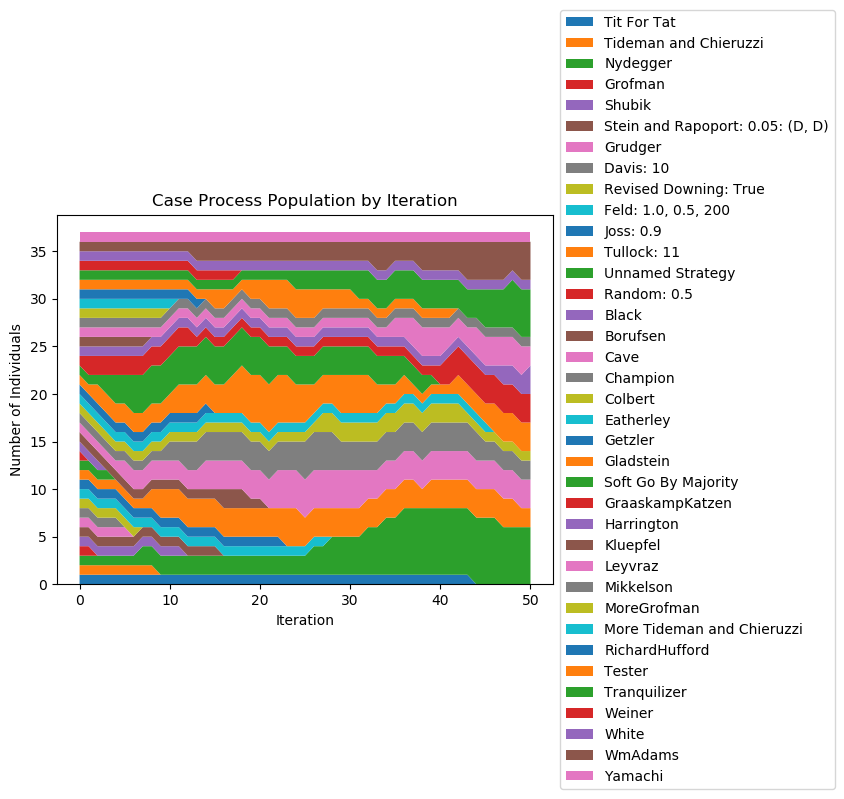 Case Process Population by Iteration
Number of Individuals
35
30
25
20
15
10
5
0
0 10 20 30 40 50
Iteration
Tit For Tat
Tideman and Chieruzzi
Nydegger
Grofman
Shubik
Stein and Rapoport: 0.05: (D, D)
Grudger
Davis: 10
Revised Downing: True
Feld: 1.0, 0.5, 200
Joss: 0.9
Tullock: 11
Unnamed Strategy
Random: 0.5
Black
Borufsen
Cave
Champion
Colbert
Eatherley
Getzler
Gladstein
Soft Go By Majority
GraaskampKatzen
Harrington
Kluepfel
Leyvraz
Mikkelson
MoreGrofman
More Tideman and Chieruzzi
RichardHufford
Tester
Tranquilizer
Weiner
White
WmAdams
Yamachi